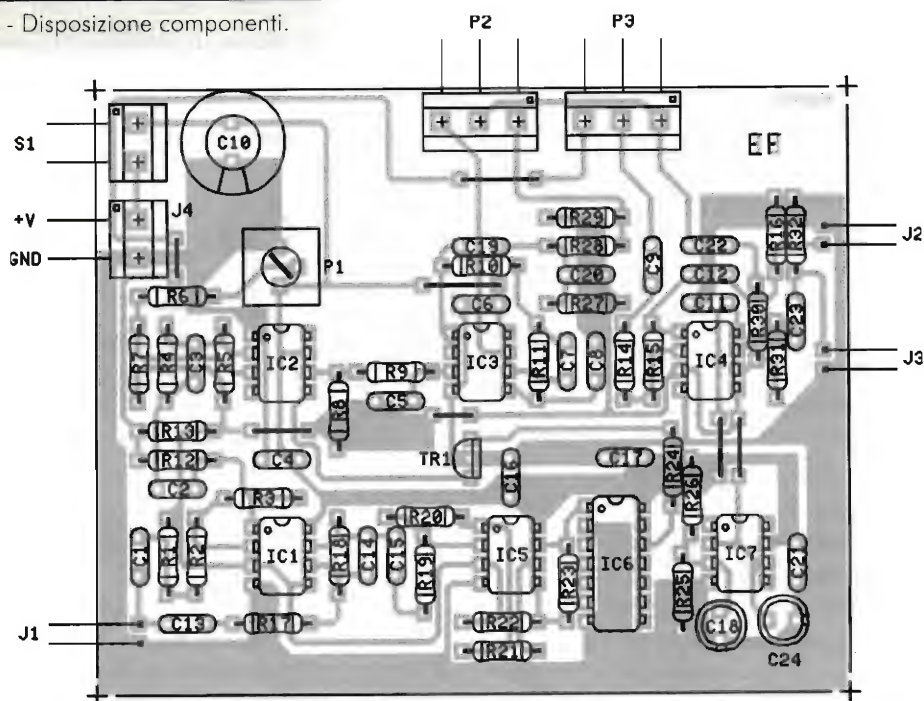 - Disposizione componenti.
P2 P3
S1 C10 EF
+V J4 R29 R16 R32 J2
GND P1 C19 R28 C9 C22
R10 C20 C12
R6 C6 R27 C11 R30 C23
R7 R4 C3 R5 IC2 R9 IC3 R11 C7 C8 R14 R15 IC4 R31 J3
R8 C5
R13
R12 C4 TR1 C16 C17 R24
C2 R26
R3 R20
C1 R1 R2 IC1 R18 C14 C15 R19 IC5 R23 IC6 R25 IC7 C21
J1 C13 R17 R22 C18
R21 C24